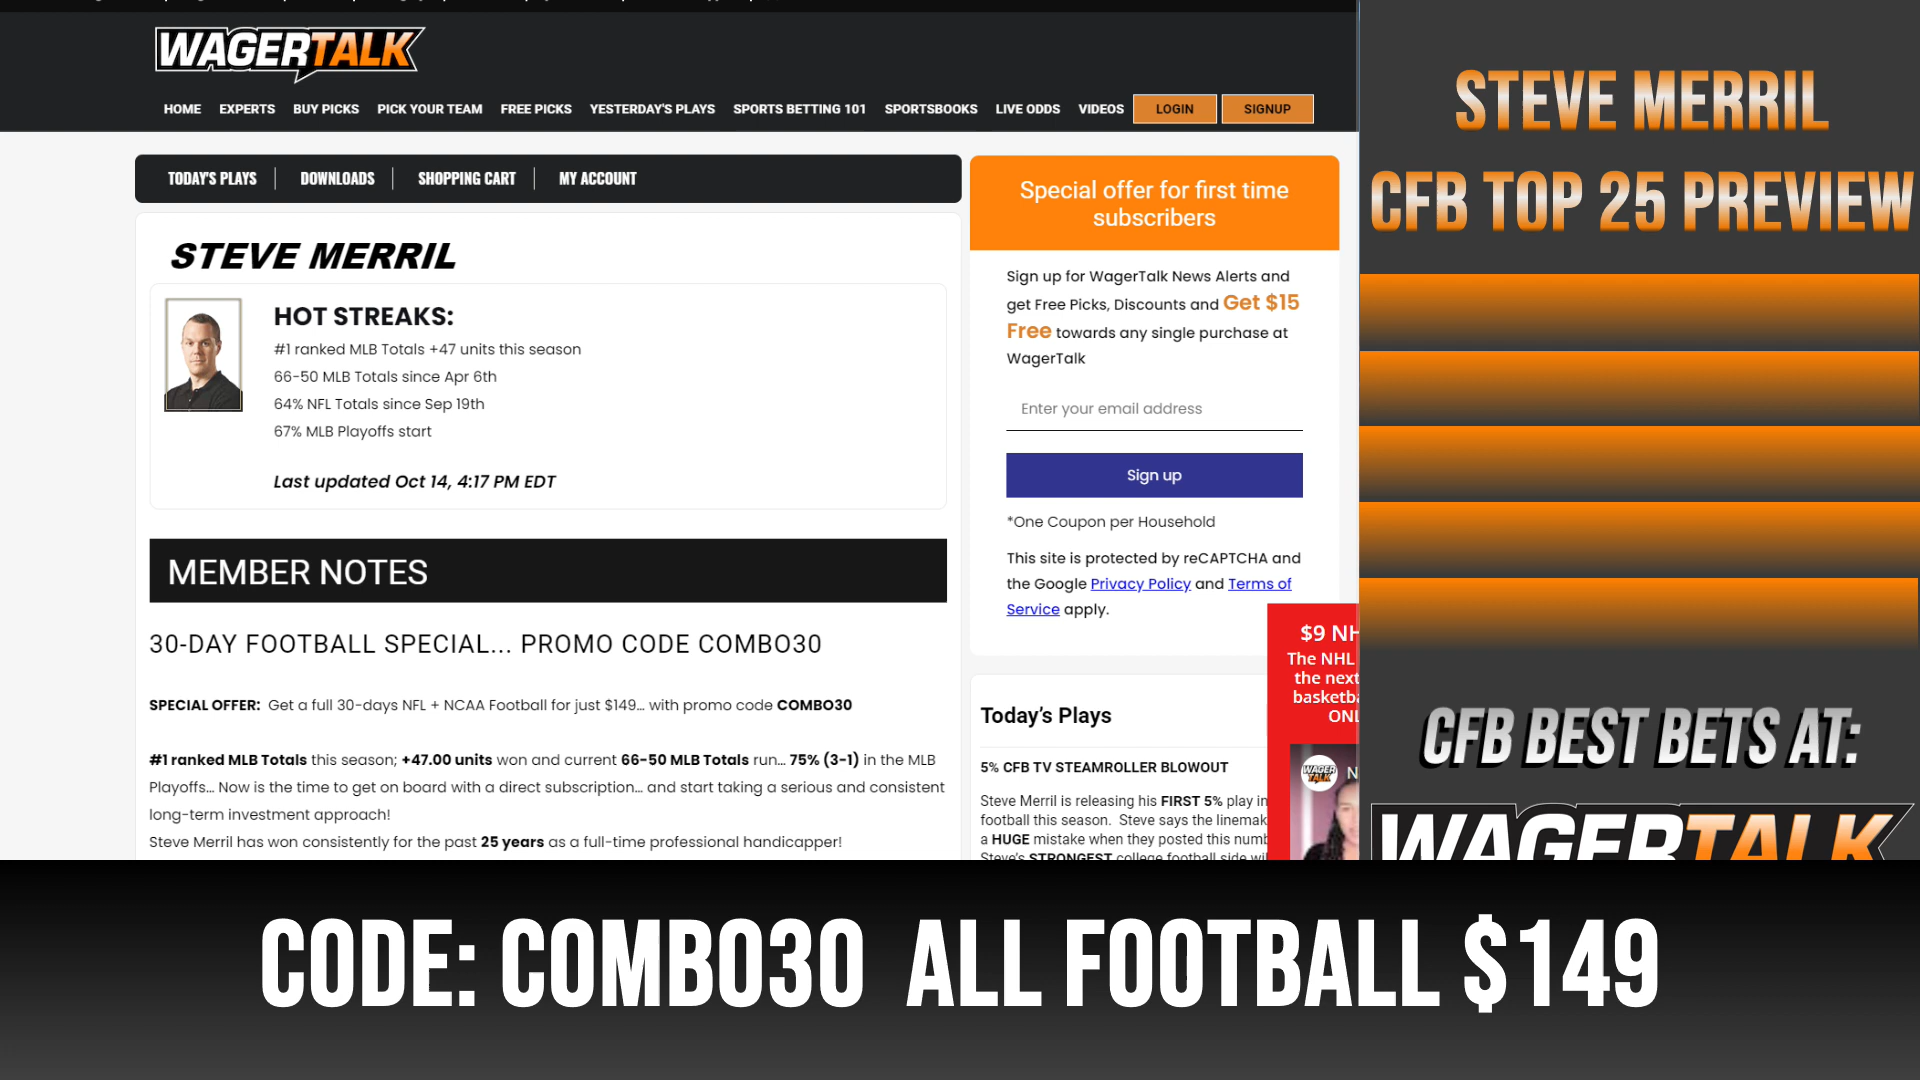 WAGERTALK
HOME EXPERTS BUY PICKS PICK YOUR TEAM FREE PICKS YESTERDAY'S PLAYS SPORTS BETTING 101 SPORTSBOOKS LIVE ODDS VIDEOS LOGIN SIGNUP
TODAY'S PLAYS DOWNLOADS SHOPPING CART MY ACCOUNT
STEVE MERRIL
HOT STREAKS:
#1 ranked MLB Totals +47 units this season
66-50 MLB Totals since Apr 6th
64% NFL Totals since Sep 19th
67% MLB Playoffs start
Last updated Oct 14, 4:17 PM EDT
MEMBER NOTES
30-DAY FOOTBALL SPECIAL... PROMO CODE COMBO30
SPECIAL OFFER: Get a full 30-days NFL + NCAA Football for just $149... with promo code COMBO30
#1 ranked MLB Totals this season; +47.00 units won and current 66-50 MLB Totals run... 75% (3-1) in the MLB
Playoffs... Now is the time to get on board with a direct subscription... and start taking a serious and consistent
long-term investment approach!
Steve Merril has won consistently for the past 25 years as a full-time professional handicapper!
Special offer for first time
subscribers
Sign up for WagerTalk News Alerts and
get Free Picks, Discounts and Get $15
Free towards any single purchase at
WagerTalk
Enter your email address
Sign up
*One Coupon per Household
This site is protected by reCAPTCHA and
the Google Privacy Policy and Terms of
Service apply.
Today's Plays
5% CFB TV STEAMROLLER BLOWOUT
Steve Merril is releasing his FIRST 5% play in
football this season. Steve says the linemak
a HUGE mistake when they posted this numb
Steve's STRONGEST college football side wil
$9 NH
The NHL
the next
basketba
ONL
WAGER
TALK
N
STEVE MERRIL
CFB TOP 25 PREVIEW
CFB BEST BETS AT:
WAGERTALK
CODE: COMBO30 ALL FOOTBALL $149